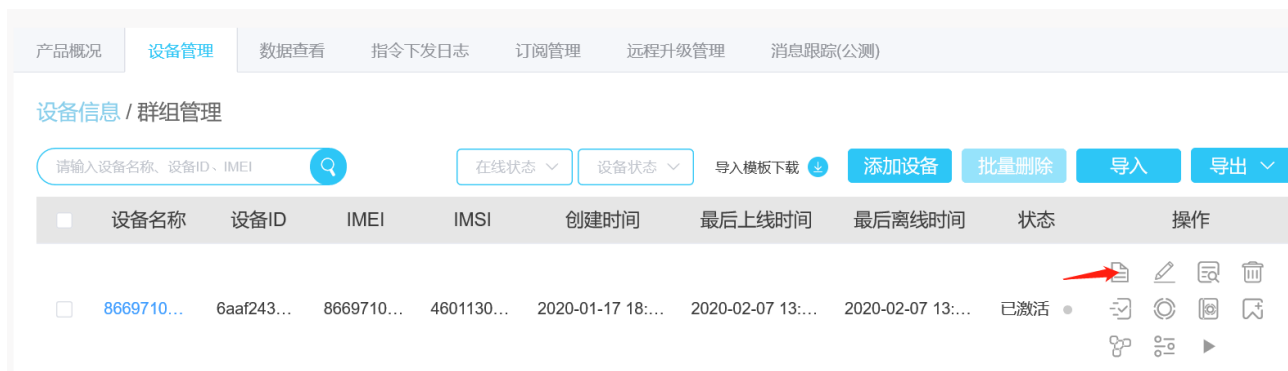 产品概况 设备管理 数据查看 指令下发日志 订阅管理 远程升级管理 消息跟踪(公测)
设备信息 / 群组管理
请输入设备名称、设备ID、IMEI 在线状态 设备状态 导入模板下载 添加设备 批量删除 导入 导出
设备名称 设备ID IMEI IMSI 创建时间 最后上线时间 最后离线时间 状态 操作
8669710... 6aaf243... 8669710... 4601130... 2020-01-17 18:... 2020-02-07 13:... 2020-02-07 13:... 已激活